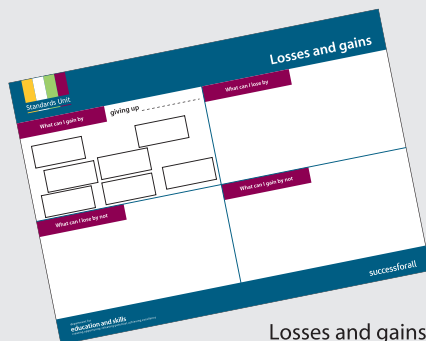 Losses and gains
Standards Unit
What can I gain by
giving up
What can I lose by
What can I lose by not
What can I gain by not
education and skills
successforall
Losses and gains